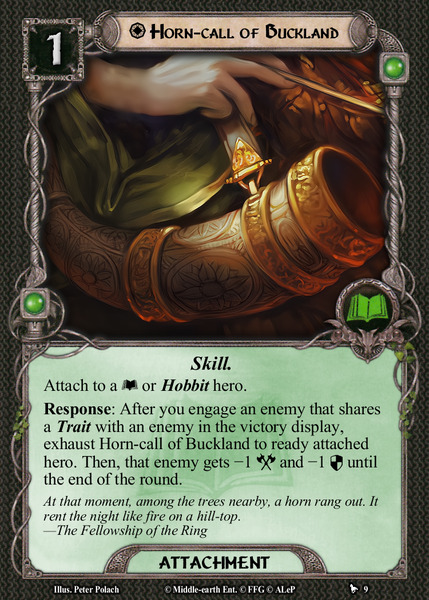 1
Horn-call of Buckland
Skill.
Attach to a or Hobbit hero.
Response: After you engage an enemy that shares
a Trait with an enemy in the victory display,
exhaust Horn-call of Buckland to ready attached
hero. Then, that enemy gets −1 and −1 until
the end of the round.
At that moment, among the trees nearby, a horn rang out. It
rent the night like fire on a hill-top.
—The Fellowship of the Ring
ATTACHMENT
Illus. Peter Polach © Middle-earth Ent. © FFG © ALeP 9